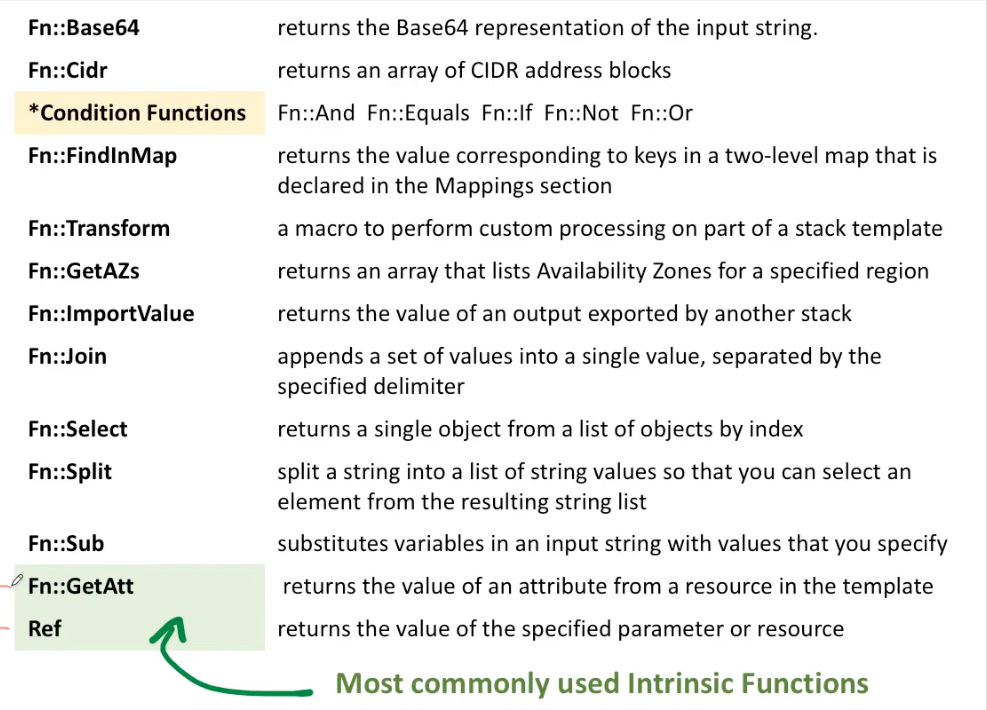 Fn::Base64 returns the Base64 representation of the input string.
Fn::Cidr returns an array of CIDR address blocks
*Condition Functions Fn::And Fn::Equals Fn::If Fn::Not Fn::Or
Fn::FindInMap returns the value corresponding to keys in a two-level map that is
declared in the Mappings section
Fn::Transform a macro to perform custom processing on part of a stack template
Fn::GetAZs returns an array that lists Availability Zones for a specified region
Fn::ImportValue returns the value of an output exported by another stack
Fn::Join appends a set of values into a single value, separated by the
specified delimiter
Fn::Select returns a single object from a list of objects by index
Fn::Split split a string into a list of string values so that you can select an
element from the resulting string list
Fn::Sub substitutes variables in an input string with values that you specify
Fn::GetAtt returns the value of an attribute from a resource in the template
Ref returns the value of the specified parameter or resource
Most commonly used Intrinsic Functions